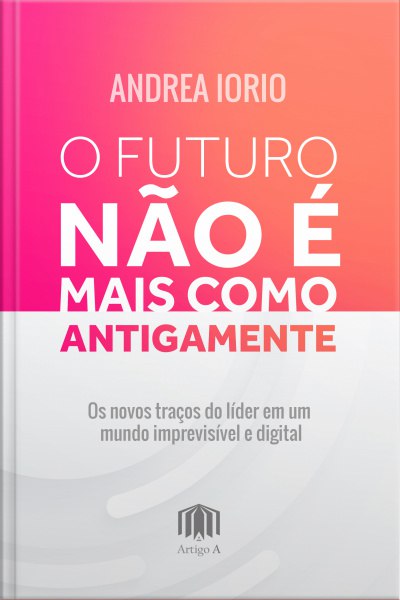 ANDREA IORIO
O FUTURO
NÃO É
MAIS COMO
ANTIGAMENTE
Os novos traços do líder em um
mundo imprevisível e digital
Artigo A